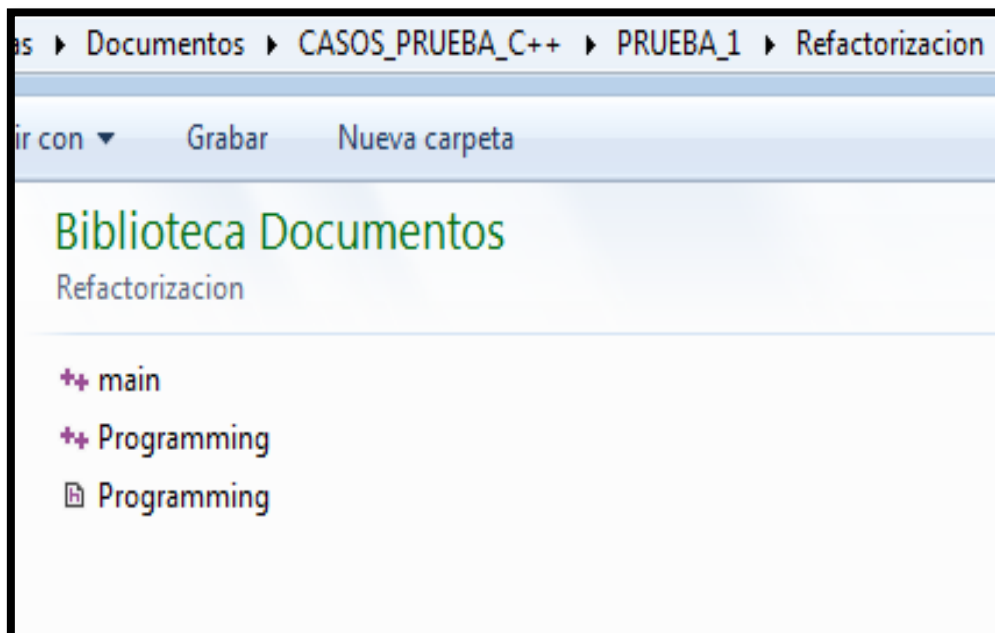 as ▸ Documentos ▸ CASOS_PRUEBA_C++ ▸ PRUEBA_1 ▸ Refactorizacion
ir con ▾ Grabar Nueva carpeta
Biblioteca Documentos
Refactorizacion
++ main
++ Programming
h Programming